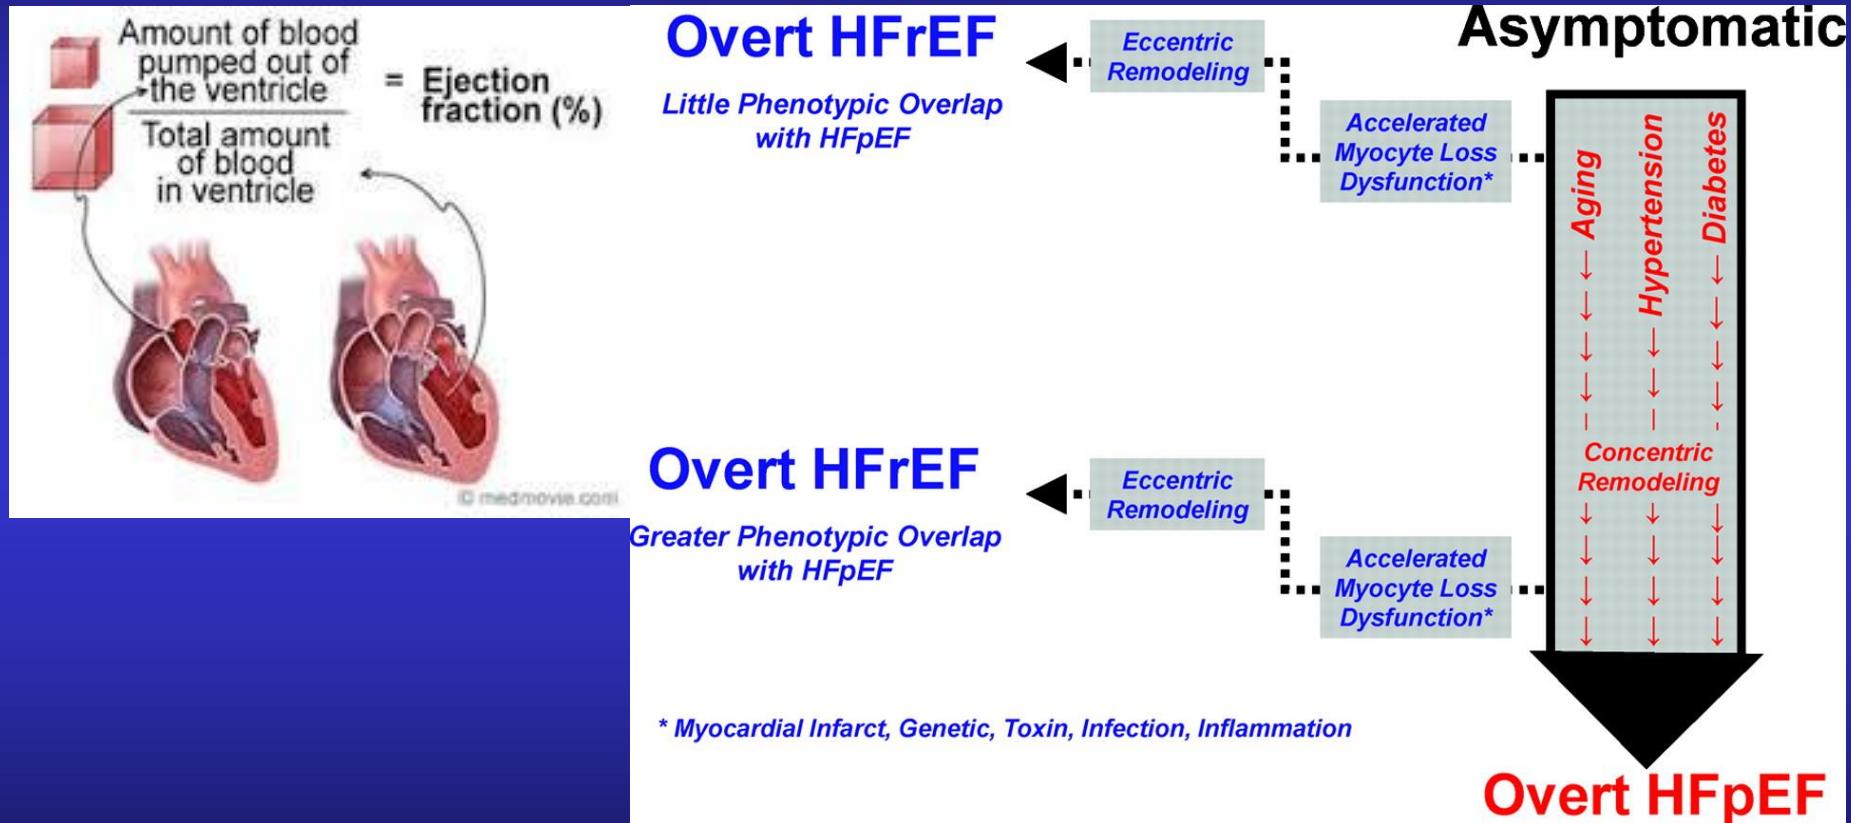 Amount of blood
pumped out of
the ventricle
= Ejection
fraction (%)
Total amount
of blood
in ventricle
© medmovie.com
Overt HFrEF
Little Phenotypic Overlap
with HFpEF
Eccentric
Remodeling
Accelerated
Myocyte Loss
Dysfunction*
Asymptomatic
Aging
Hypertension
Diabetes
Concentric
Remodeling
Overt HFrEF
Greater Phenotypic Overlap
with HFpEF
Eccentric
Remodeling
Accelerated
Myocyte Loss
Dysfunction*
* Myocardial Infarct, Genetic, Toxin, Infection, Inflammation
Overt HFpEF